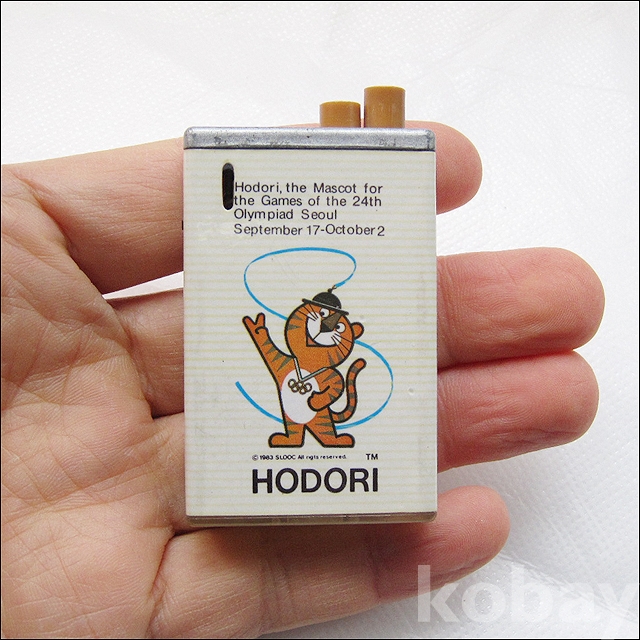 Hodori, the Mascot for
the Games of the 24th
Olympiad Seoul
September 17-October 2
© 1983 SLOOC All rights reserved.
TM
HODORI
kobay